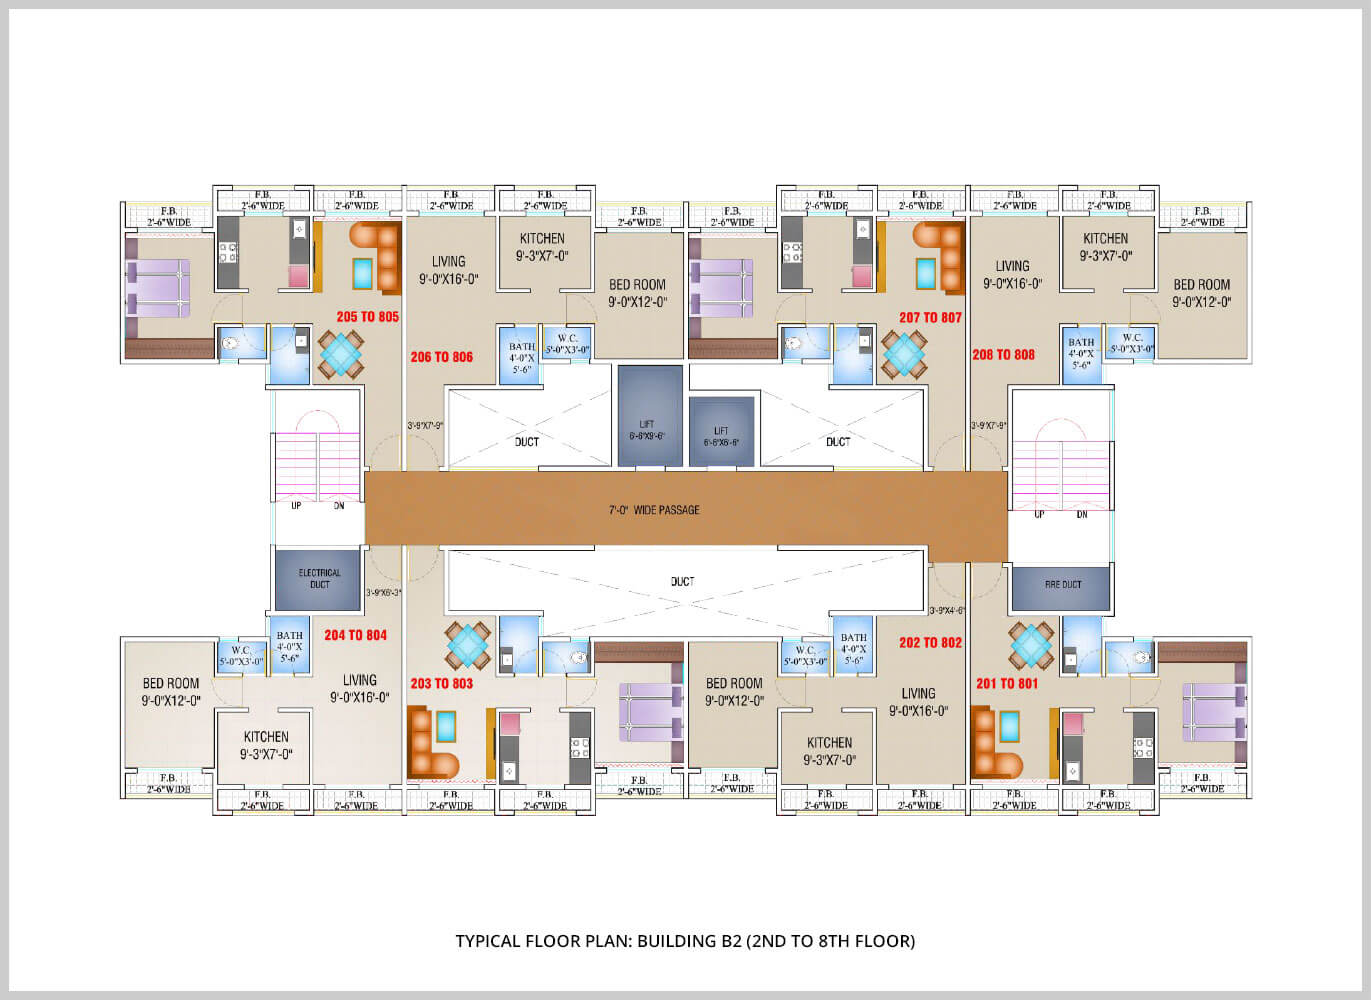 F.B.
2'-6"WIDE
F.B.
2'-6"WIDE
F.B.
2'-6"WIDE
F.B.
2'-6"WIDE
F.B.
2'-6"WIDE
F.B.
2'-6"WIDE
F.B.
2'-6"WIDE
F.B.
2'-6"WIDE
F.B.
2'-6"WIDE
F.B.
2'-6"WIDE
F.B.
2'-6"WIDE
F.B.
2'-6"WIDE
LIVING
9'-0"X16'-0"
KITCHEN
9'-3"X7'-0"
BED ROOM
9'-0"X12'-0"
LIVING
9'-0"X16'-0"
KITCHEN
9'-3"X7'-0"
BED ROOM
9'-0"X12'-0"
205 TO 805
206 TO 806
BATH
4'-0"X
5'-6"
W.C.
5'-0"X3'-0"
207 TO 807
208 TO 808
BATH
4'-0"X
5'-6"
W.C.
5'-0"X3'-0"
3'-9"X7'-9"
DUCT
LIFT
6'-6"X9'-6"
LIFT
6'-6"X6'-6"
DUCT
3'-9"X7'-9"
UP
DN
7'-0" WIDE PASSAGE
UP
DN
ELECTRICAL
DUCT
3'-9"X6'-3"
DUCT
3'-9"X4'-6"
FIRE DUCT
204 TO 804
BATH
4'-0"X
5'-6"
W.C.
5'-0"X3'-0"
BED ROOM
9'-0"X12'-0"
LIVING
9'-0"X16'-0"
KITCHEN
9'-3"X7'-0"
203 TO 803
202 TO 802
BATH
4'-0"X
5'-6"
W.C.
5'-0"X3'-0"
BED ROOM
9'-0"X12'-0"
LIVING
9'-0"X16'-0"
KITCHEN
9'-3"X7'-0"
201 TO 801
F.B.
2'-6"WIDE
F.B.
2'-6"WIDE
F.B.
2'-6"WIDE
F.B.
2'-6"WIDE
F.B.
2'-6"WIDE
F.B.
2'-6"WIDE
F.B.
2'-6"WIDE
F.B.
2'-6"WIDE
F.B.
2'-6"WIDE
F.B.
2'-6"WIDE
F.B.
2'-6"WIDE
F.B.
2'-6"WIDE
TYPICAL FLOOR PLAN: BUILDING B2 (2ND TO 8TH FLOOR)